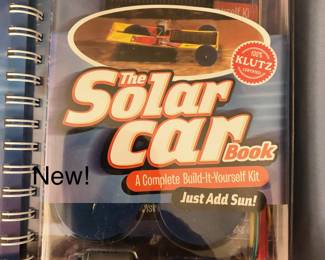 100%
KLUTZ
CERTIFIED
The
Solar
car
Book
New!
A Complete Build-It-Yourself Kit
Just Add Sun!